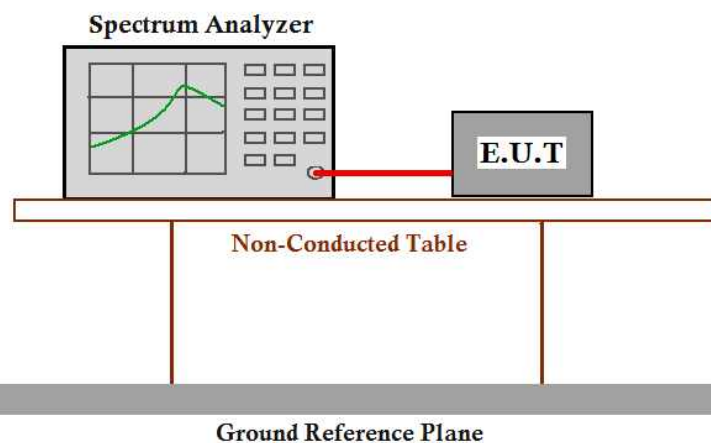 Spectrum Analyzer
E.U.T
Non-Conducted Table
Ground Reference Plane